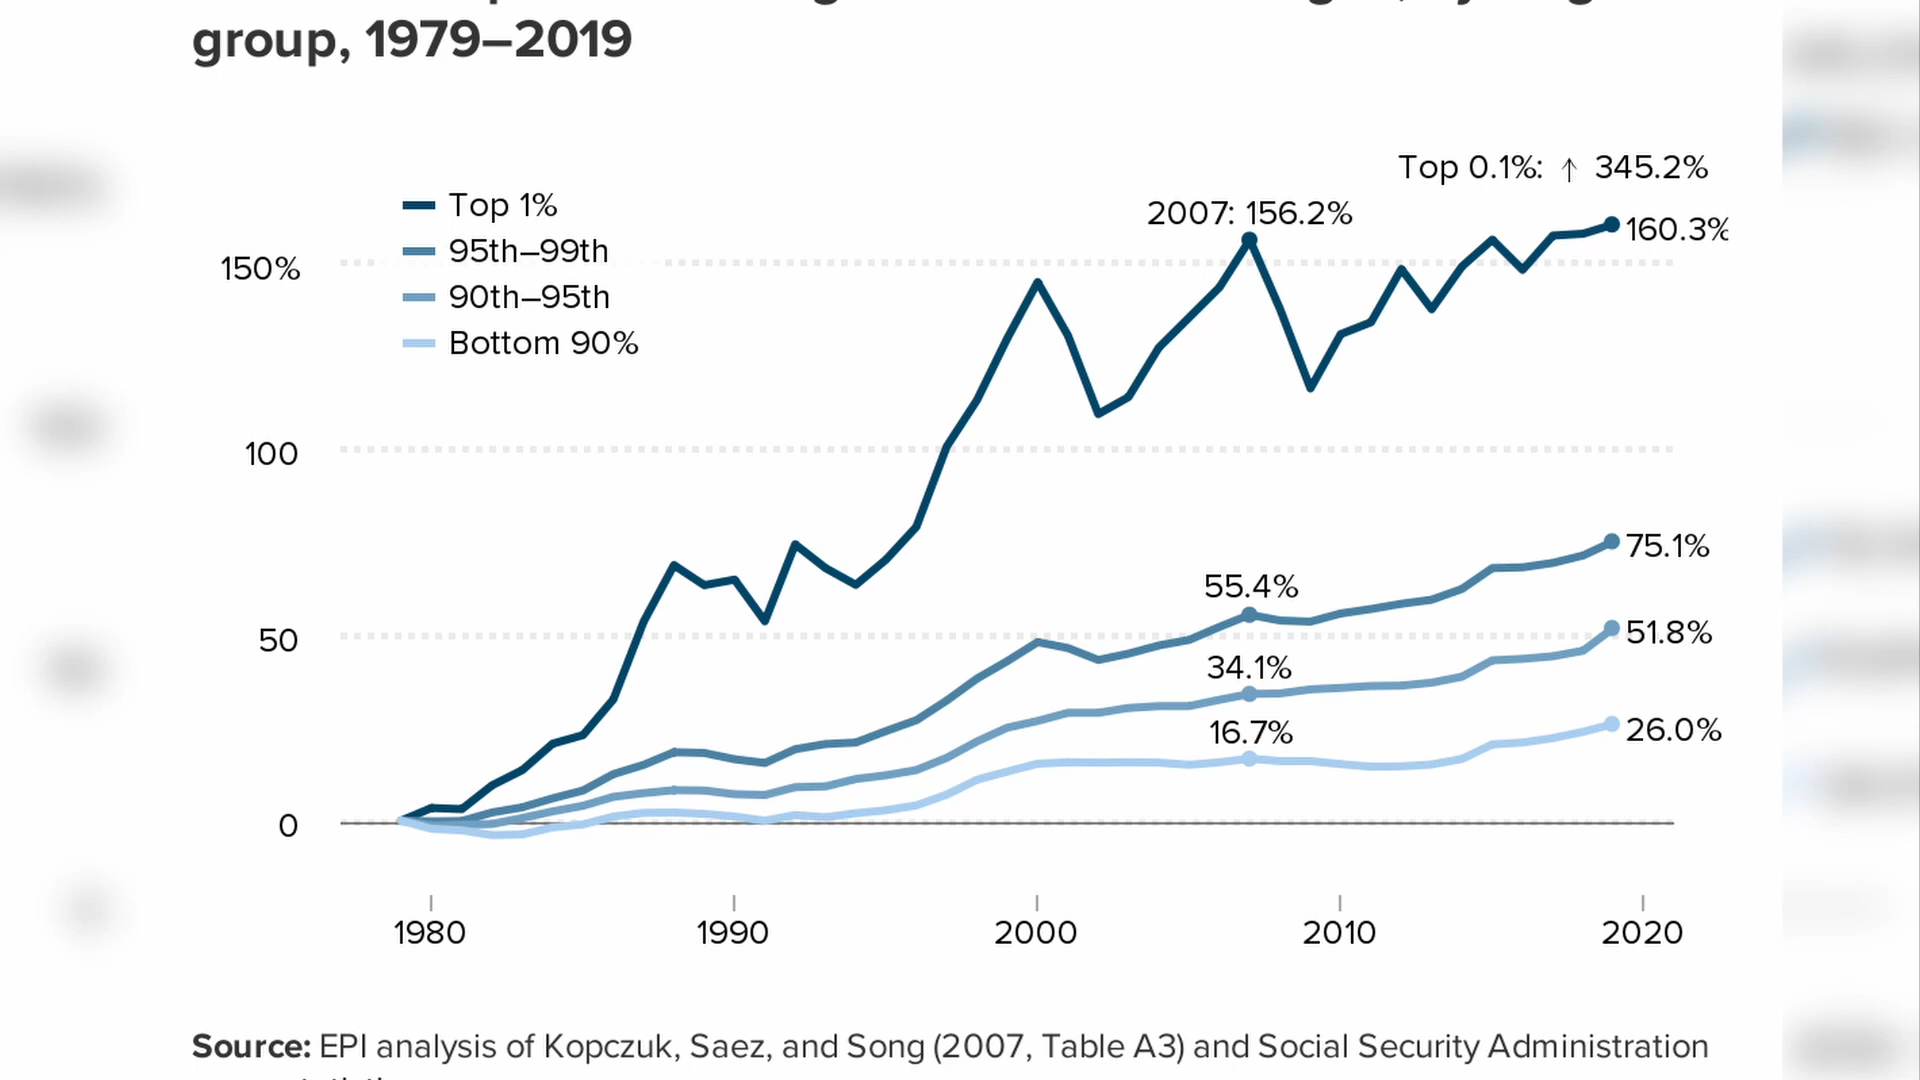 group, 1979–2019
Top 0.1%: ↑ 345.2%
Top 1%
95th–99th
90th–95th
Bottom 90%
2007: 156.2%
160.3%
150%
100
50
0
75.1%
55.4%
51.8%
34.1%
16.7%
26.0%
1980 1990 2000 2010 2020
Source: EPI analysis of Kopczuk, Saez, and Song (2007, Table A3) and Social Security Administration